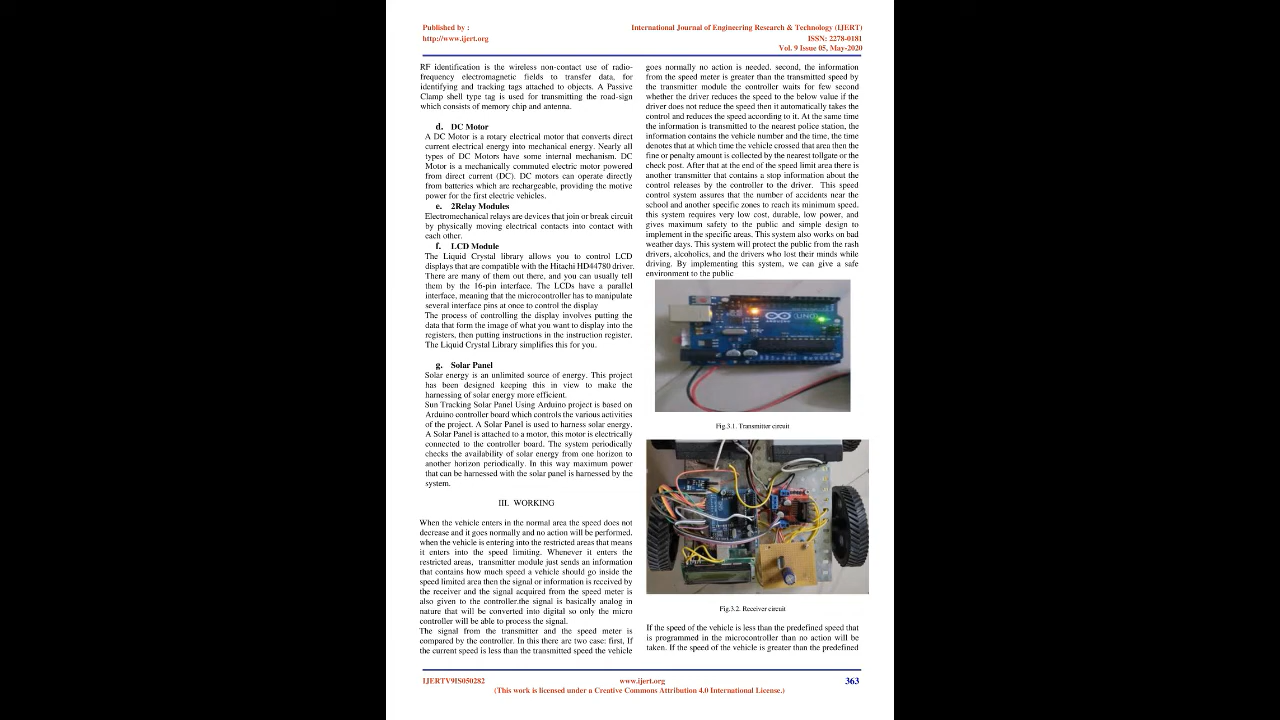 Published by :
http://www.ijert.org
International Journal of Engineering Research & Technology (IJERT)
ISSN: 2278-0181
Vol. 9 Issue 05, May-2020
RF identification is the wireless non-contact use of radio-
frequency electromagnetic fields to transfer data, for
identifying and tracking tags attached to objects. A Passive
Clamp shell type tag is used for transmitting the road-sign
which consists of memory chip and antenna.
d. DC Motor
A DC Motor is a rotary electrical motor that converts direct
current electrical energy into mechanical energy. Nearly all
types of DC Motors have some internal mechanism. DC
Motor is a mechanically commuted electric motor powered
from direct current (DC). DC motors can operate directly
from batteries which are rechargeable, providing the motive
power for the first electric vehicles.
e. 2Relay Modules
Electromechanical relays are devices that join or break circuit
by physically moving electrical contacts into contact with
each other.
f. LCD Module
The Liquid Crystal library allows you to control LCD
displays that are compatible with the Hitachi HD44780 driver.
There are many of them out there, and you can usually tell
them by the 16-pin interface. The LCDs have a parallel
interface, meaning that the microcontroller has to manipulate
several interface pins at once to control the display
The process of controlling the display involves putting the
data that form the image of what you want to display into the
registers, then putting instructions in the instruction register.
The Liquid Crystal Library simplifies this for you.
g. Solar Panel
Solar energy is an unlimited source of energy. This project
has been designed keeping this in view to make the
harnessing of solar energy more efficient.
Sun Tracking Solar Panel Using Arduino project is based on
Arduino controller board which controls the various activities
of the project. A Solar Panel is used to harness solar energy.
A Solar Panel is attached to a motor, this motor is electrically
connected to the controller board. The system periodically
checks the availability of solar energy from one horizon to
another horizon periodically. In this way maximum power
that can be harnessed with the solar panel is harnessed by the
system.
III. WORKING
When the vehicle enters in the normal area the speed does not
decrease and it goes normally and no action will be performed,
when the vehicle is entering into the restricted areas that means
it enters into the speed limiting. Whenever it enters the
restricted areas, transmitter module just sends an information
that contains how much speed a vehicle should go inside the
speed limited area then the signal or information is received by
the receiver and the signal acquired from the speed meter is
also given to the controller.the signal is basically analog in
nature that will be converted into digital so only the micro
controller will be able to process the signal.
The signal from the transmitter and the speed meter is
compared by the controller. In this there are two case: first, If
the current speed is less than the transmitted speed the vehicle
goes normally no action is needed. second, the information
from the speed meter is greater than the transmitted speed by
the transmitter module the controller waits for few second
whether the driver reduces the speed to the below value if the
driver does not reduce the speed then it automatically takes the
control and reduces the speed according to it. At the same time
the information is transmitted to the nearest police station, the
information contains the vehicle number and the time, the time
denotes that at which time the vehicle crossed that area then the
fine or penalty amount is collected by the nearest tollgate or the
check post. After that at the end of the speed limit area there is
another transmitter that contains a stop information about the
control releases by the controller to the driver. This speed
control system assures that the number of accidents near the
school and another specific zones to reach its minimum speed.
this system requires very low cost, durable, low power, and
gives maximum safety to the public and simple design to
implement in the specific areas. This system also works on bad
weather days. This system will protect the public from the rash
drivers, alcoholics, and the drivers who lost their minds while
driving. By implementing this system, we can give a safe
environment to the public
UNO
ARDUINO
Fig.3.1. Transmitter circuit
Fig.3.2. Receiver circuit
If the speed of the vehicle is less than the predefined speed that
is programmed in the microcontroller than no action will be
taken. If the speed of the vehicle is greater than the predefined
IJERTV9IS050282
www.ijert.org
363
(This work is licensed under a Creative Commons Attribution 4.0 International License.)